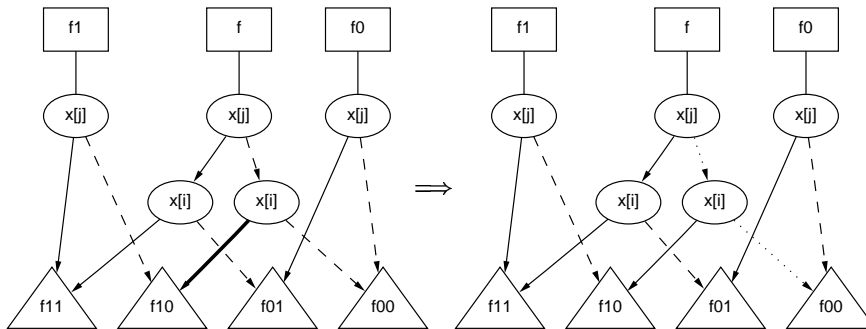 f1 f f0 f1 f f0
x[j] x[j] x[j] x[j] x[j] x[j]
x[i] x[i] ⟹ x[i] x[i]
f11 f10 f01 f00 f11 f10 f01 f00